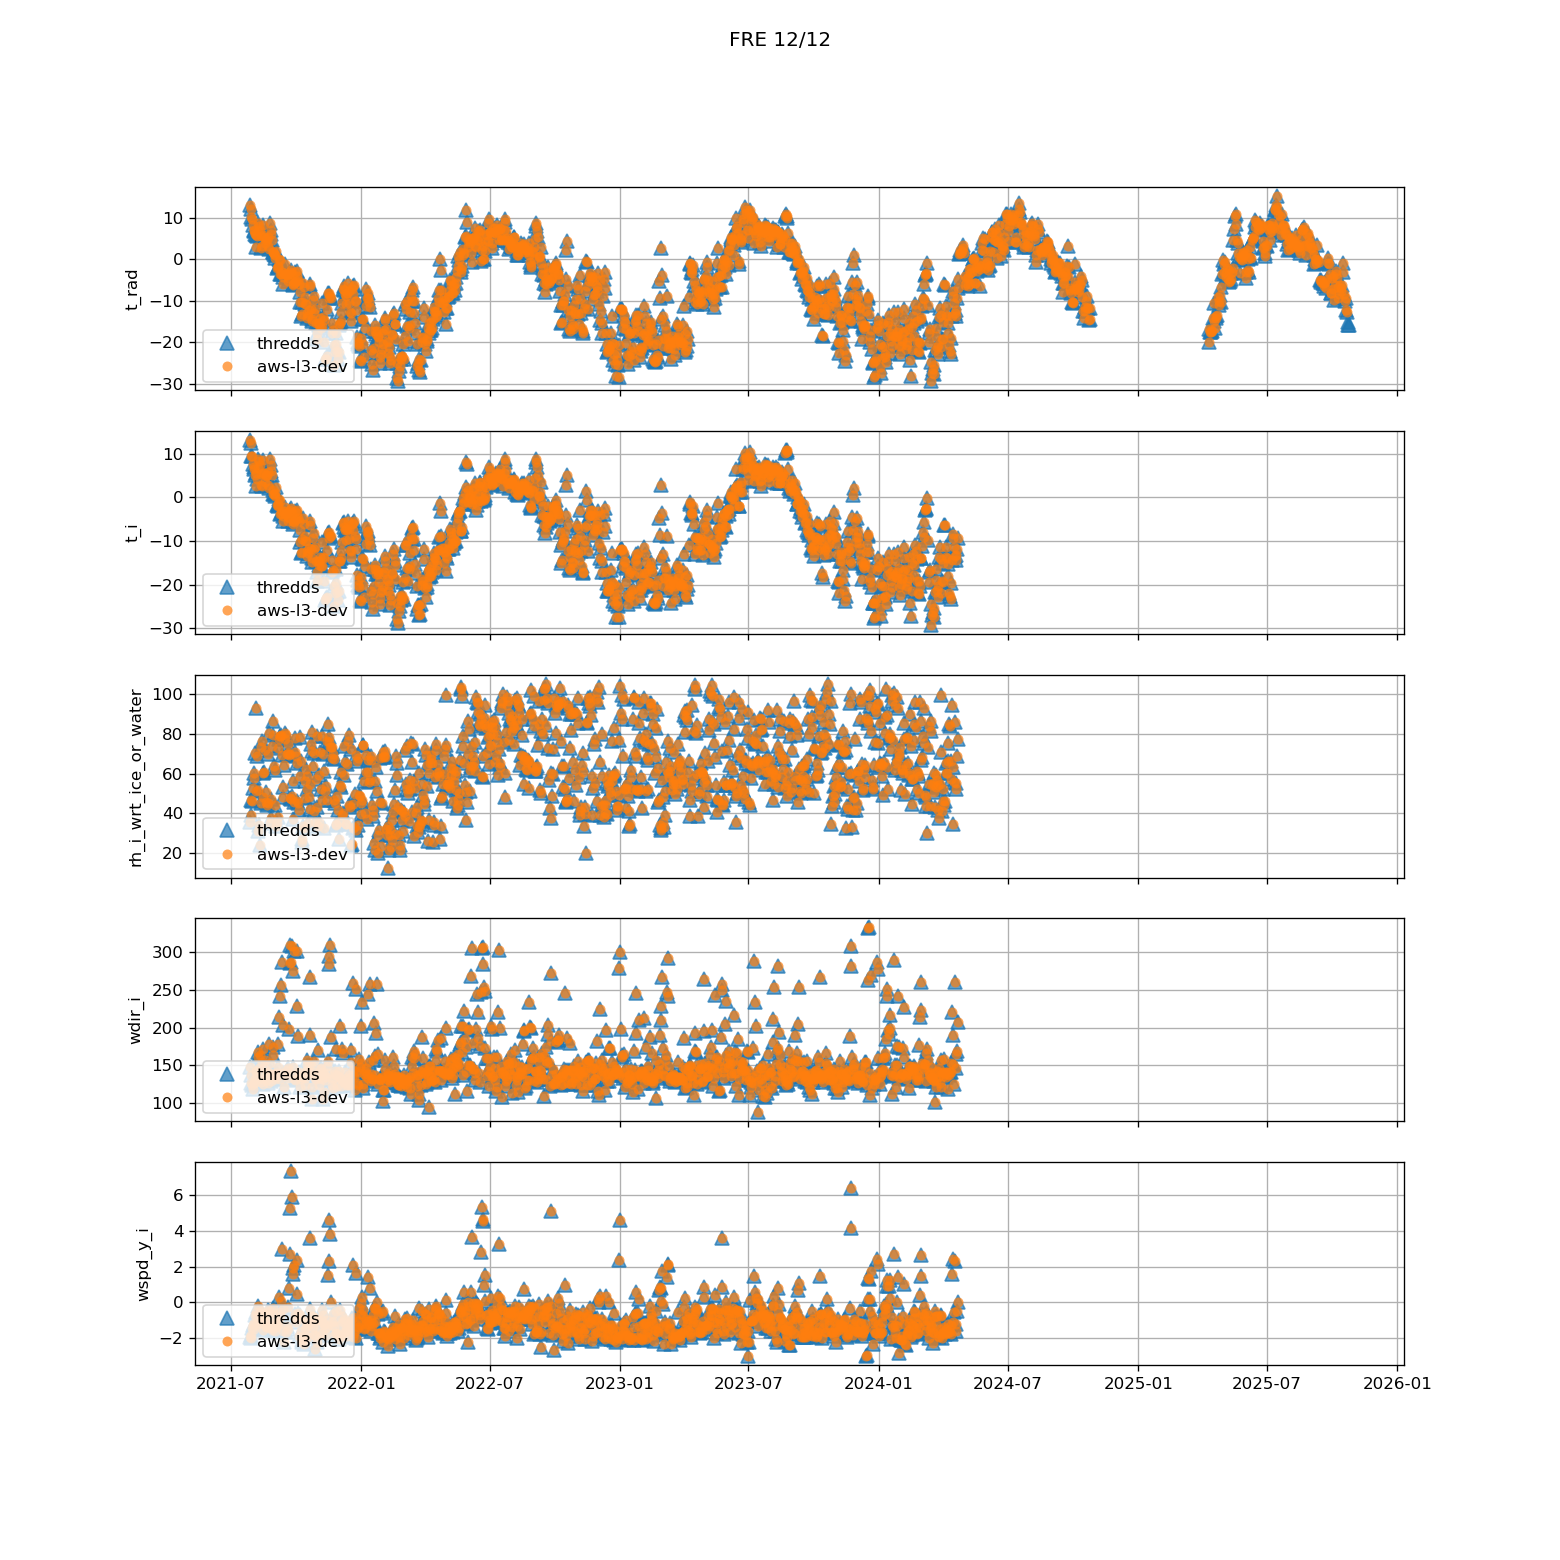 FRE 12/12
t_rad
10
0
−10
−20
−30
thredds
aws-l3-dev
t_i
10
0
−10
−20
−30
thredds
aws-l3-dev
rh_i_wrt_ice_or_water
100
80
60
40
20
thredds
aws-l3-dev
wdir_i
300
250
200
150
100
thredds
aws-l3-dev
wspd_y_i
6
4
2
0
−2
thredds
aws-l3-dev
2021-07 2022-01 2022-07 2023-01 2023-07 2024-01 2024-07 2025-01 2025-07 2026-01